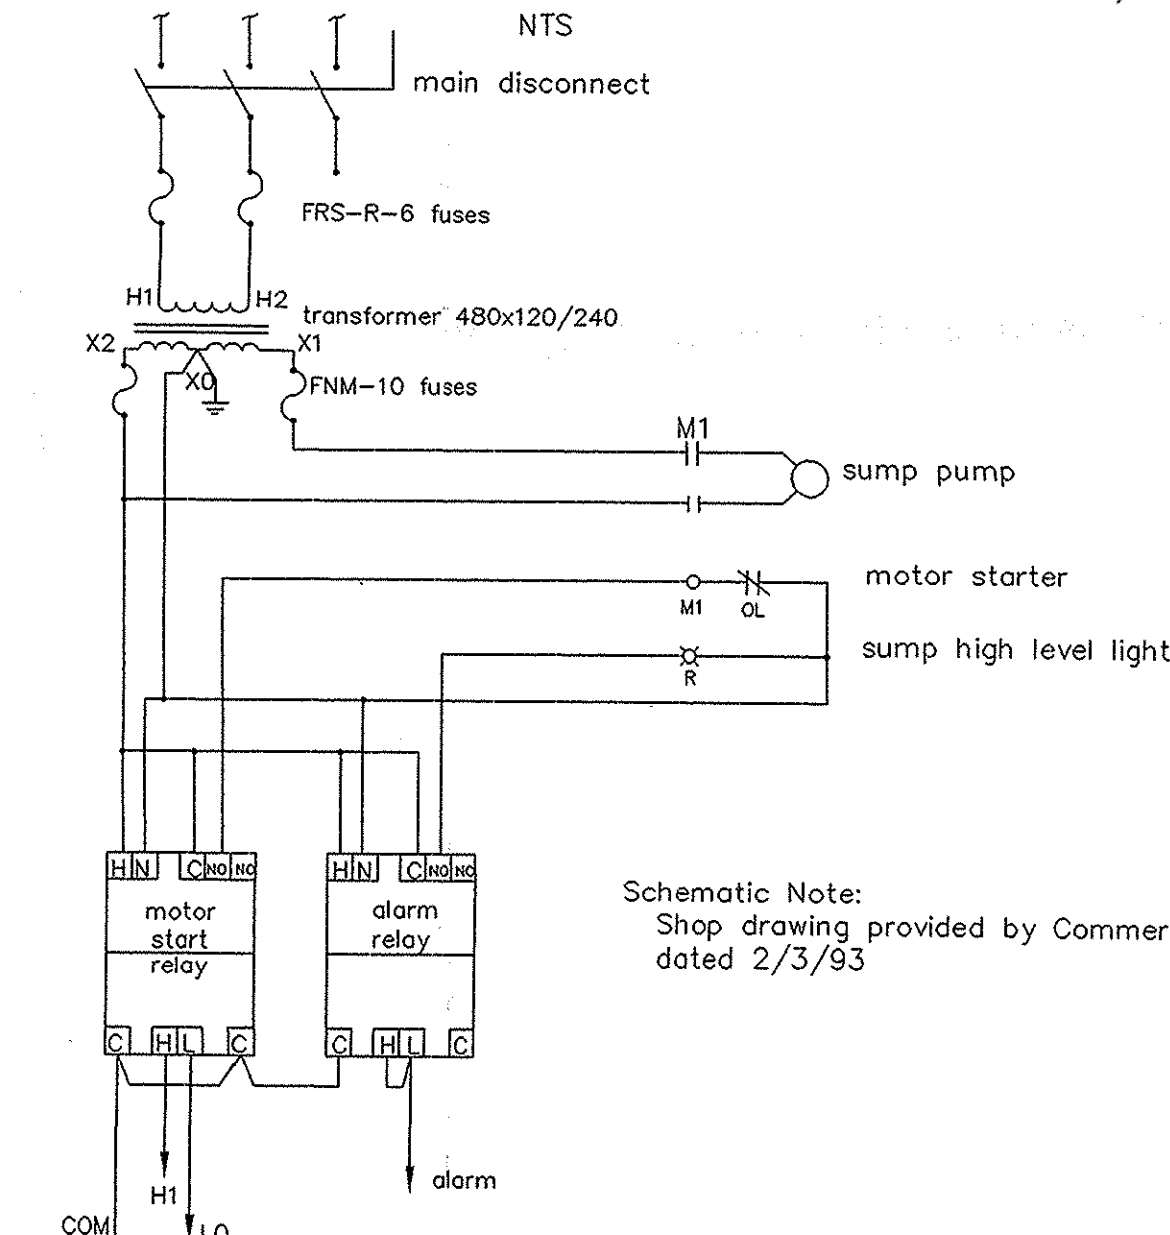 NTS
main disconnect
FRS-R-6 fuses
H1 H2
transformer 480x120/240
X2 X1
X0
FNM-10 fuses
M1
sump pump
motor starter
M1 OL
sump high level light
R
H N C NO NC
H N C NO NC
motor
start
relay
alarm
relay
Schematic Note:
Shop drawing provided by Commer
dated 2/3/93
C H L C
C H L C
alarm
H1
COM
LO